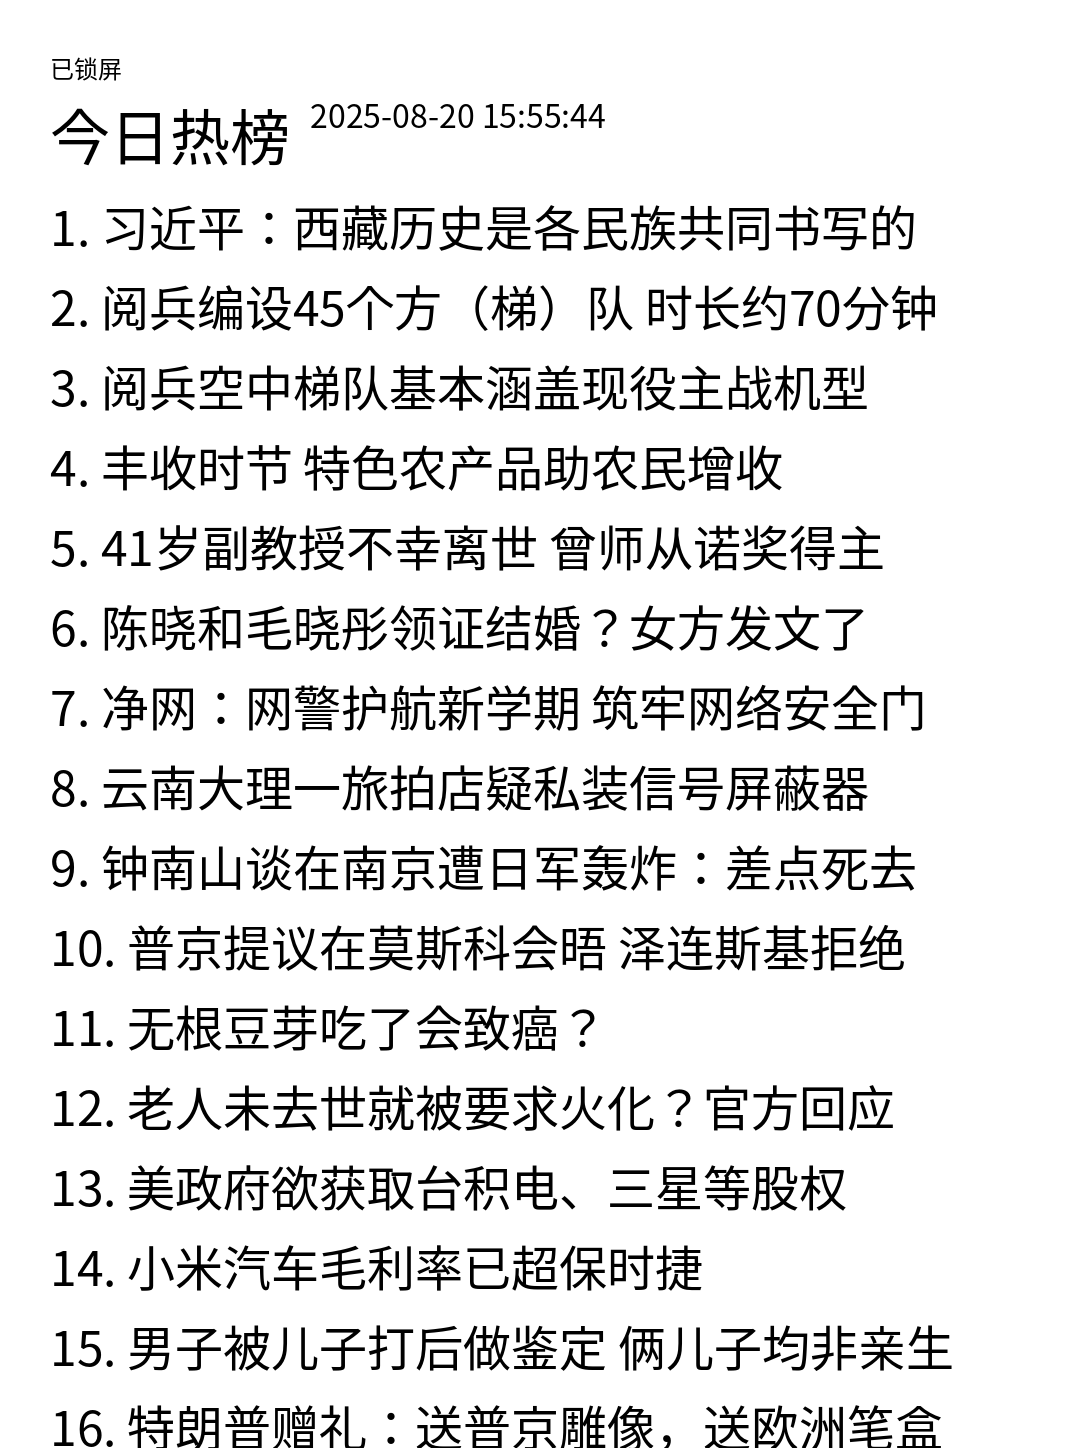 已锁屏
今日热榜 2025-08-20 15:55:44
1. 习近平：西藏历史是各民族共同书写的
2. 阅兵编设45个方（梯）队 时长约70分钟
3. 阅兵空中梯队基本涵盖现役主战机型
4. 丰收时节 特色农产品助农民增收
5. 41岁副教授不幸离世 曾师从诺奖得主
6. 陈晓和毛晓彤领证结婚？女方发文了
7. 净网：网警护航新学期 筑牢网络安全门
8. 云南大理一旅拍店疑私装信号屏蔽器
9. 钟南山谈在南京遭日军轰炸：差点死去
10. 普京提议在莫斯科会晤 泽连斯基拒绝
11. 无根豆芽吃了会致癌？
12. 老人未去世就被要求火化？官方回应
13. 美政府欲获取台积电、三星等股权
14. 小米汽车毛利率已超保时捷
15. 男子被儿子打后做鉴定 俩儿子均非亲生
16. 特朗普赠礼：送普京雕像，送欧洲笔盒